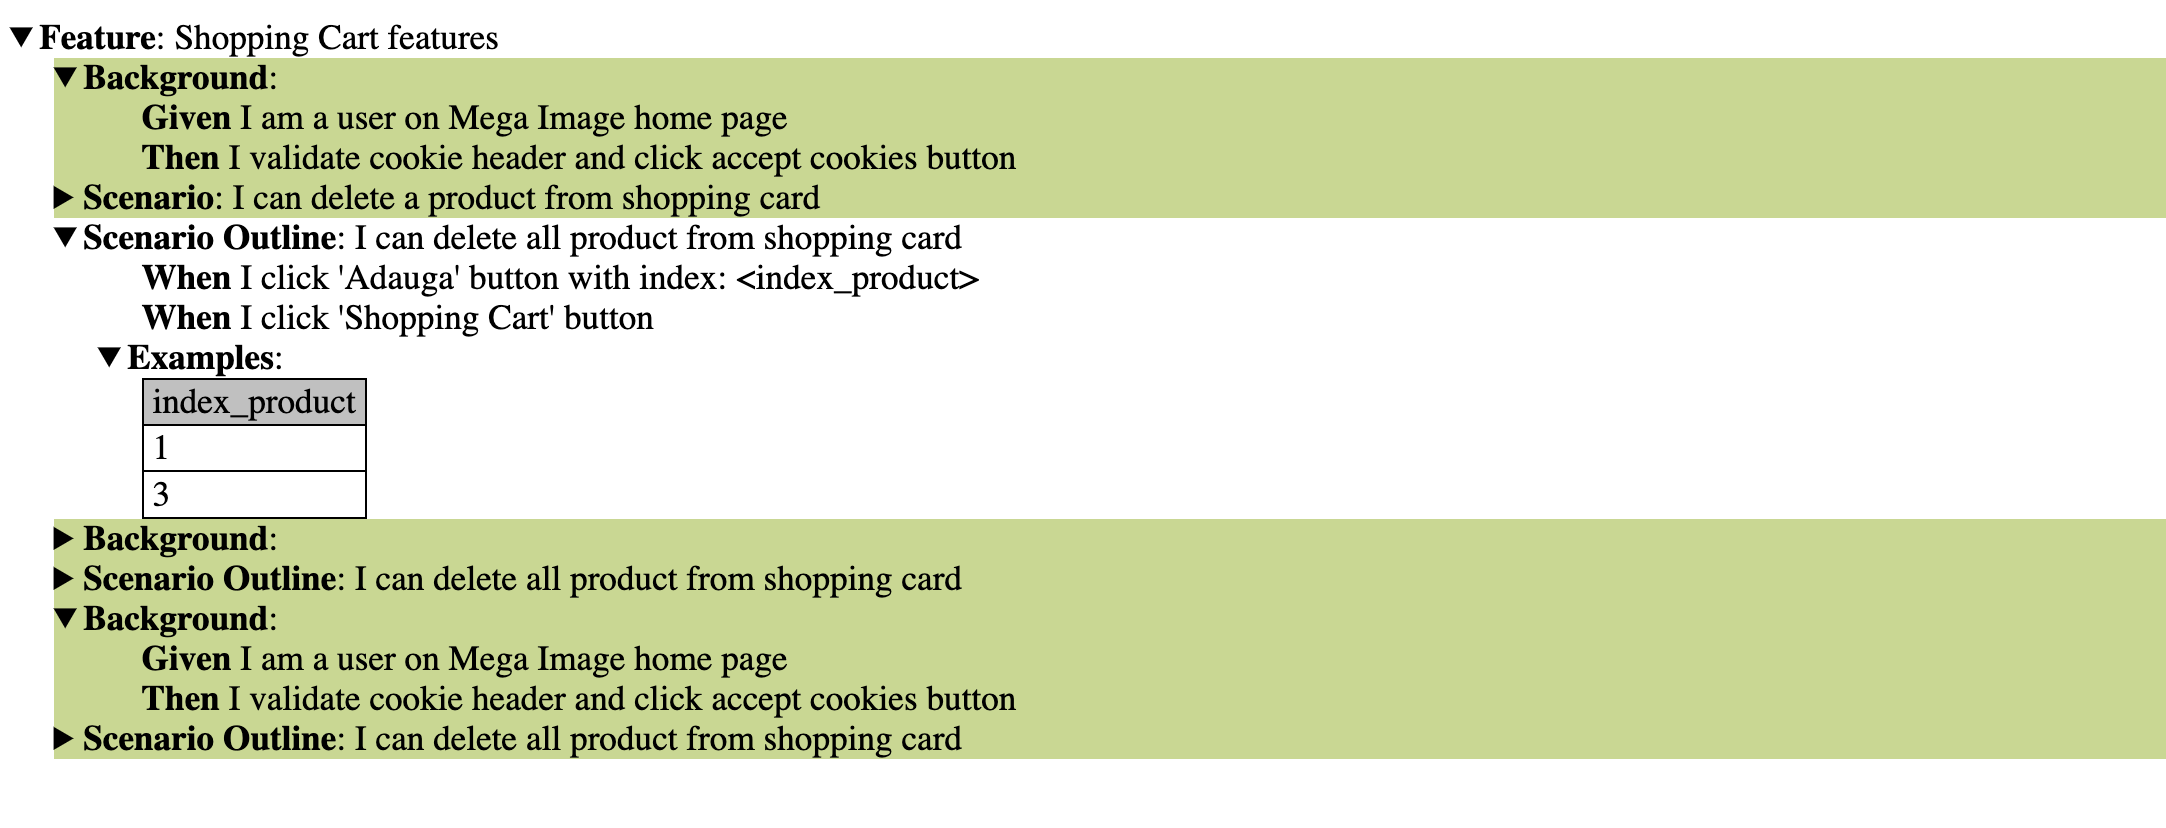 Feature: Shopping Cart features
Background:
Given I am a user on Mega Image home page
Then I validate cookie header and click accept cookies button
Scenario: I can delete a product from shopping card
Scenario Outline: I can delete all product from shopping card
When I click 'Adauga' button with index: <index_product>
When I click 'Shopping Cart' button
Examples:
index_product
1
3
Background:
Scenario Outline: I can delete all product from shopping card
Background:
Given I am a user on Mega Image home page
Then I validate cookie header and click accept cookies button
Scenario Outline: I can delete all product from shopping card